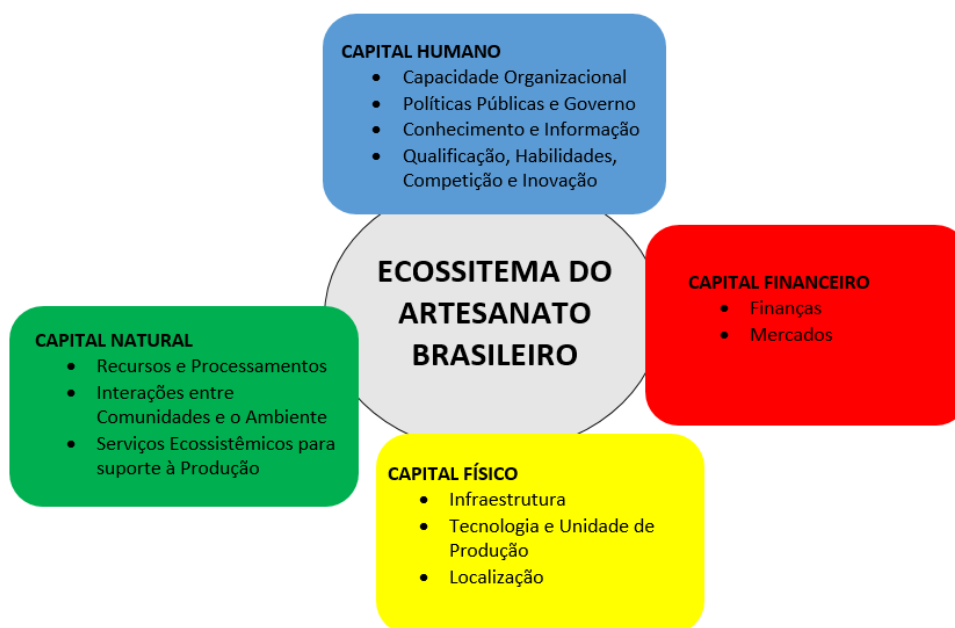 CAPITAL HUMANO
• Capacidade Organizacional
• Políticas Públicas e Governo
• Conhecimento e Informação
• Qualificação, Habilidades,
Competição e Inovação
ECOSSITEMA DO
ARTESANATO
BRASILEIRO
CAPITAL FINANCEIRO
• Finanças
• Mercados
CAPITAL NATURAL
• Recursos e Processamentos
• Interações entre
Comunidades e o Ambiente
• Serviços Ecossistêmicos para
suporte à Produção
CAPITAL FÍSICO
• Infraestrutura
• Tecnologia e Unidade de
Produção
• Localização